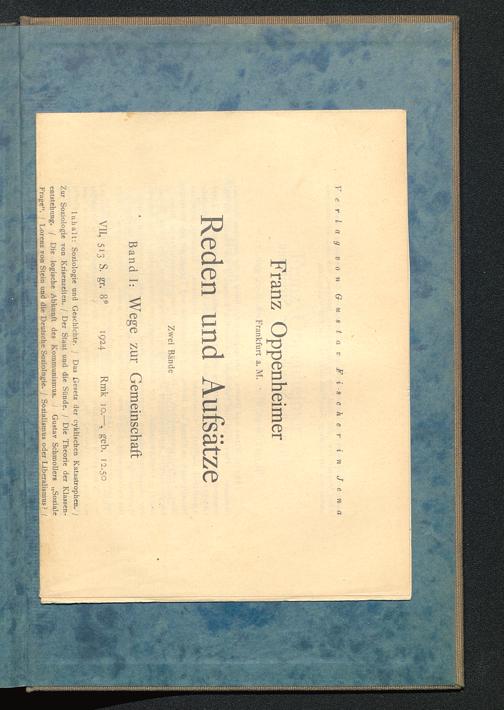 Verlag von Gustav Fischer in Jena
Franz Oppenheimer
Frankfurt a. M.
Reden und Aufsätze
Zwei Bände
Band I: Wege zur Gemeinschaft
VII, 513 S. gr. 8° 1924 Rmk 10.—, geb. 12.50
Inhalt: Soziologie und Geschichte. / Das Gesetz der cyklischen Katastrophen. /
Zur Soziologie von Krisenzeiten. / Der Staat und die Sünde. / Die Theorie der Klassen-
entstehung. / Die logische Abkunft des Kommunismus. / Gustav Schmollers „Soziale
Frage“. / Lorenz von Stein und die Deutsche Soziologie. / Sozialismus oder Liberalismus? /